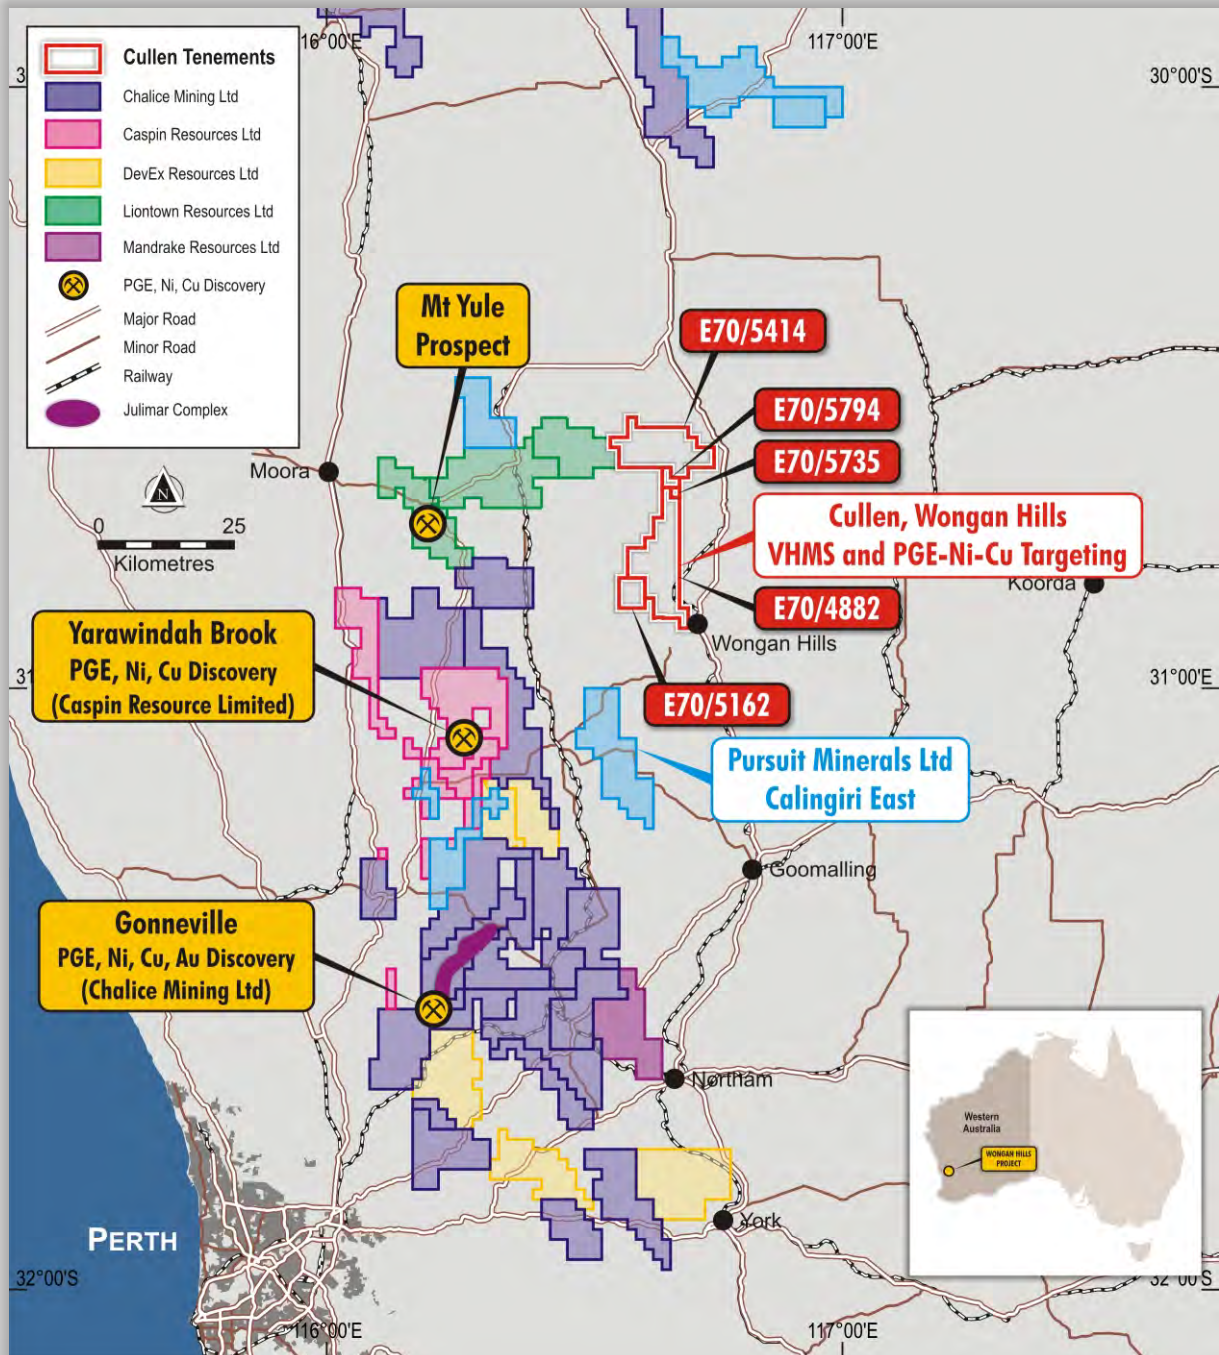 16°00'E
117°00'E
3
30°00'S
Cullen Tenements
Chalice Mining Ltd
Caspin Resources Ltd
DevEx Resources Ltd
Liontown Resources Ltd
Mandrake Resources Ltd
PGE, Ni, Cu Discovery
Major Road
Minor Road
Railway
Julimar Complex
Mt Yule
Prospect
E70/5414
E70/5794
E70/5735
Moora
N
0 25
Kilometres
Cullen, Wongan Hills
VHMS and PGE-Ni-Cu Targeting
Koorda
E70/4882
Wongan Hills
Yarawindah Brook
PGE, Ni, Cu Discovery
(Caspin Resource Limited)
31
31°00'S
E70/5162
Pursuit Minerals Ltd
Calingiri East
Goomalling
Gonneville
PGE, Ni, Cu, Au Discovery
(Chalice Mining Ltd)
Northam
Western
Australia
WONGAN HILLS
PROJECT
York
PERTH
32°00'S
32°00'S
116°00'E
117°00'E